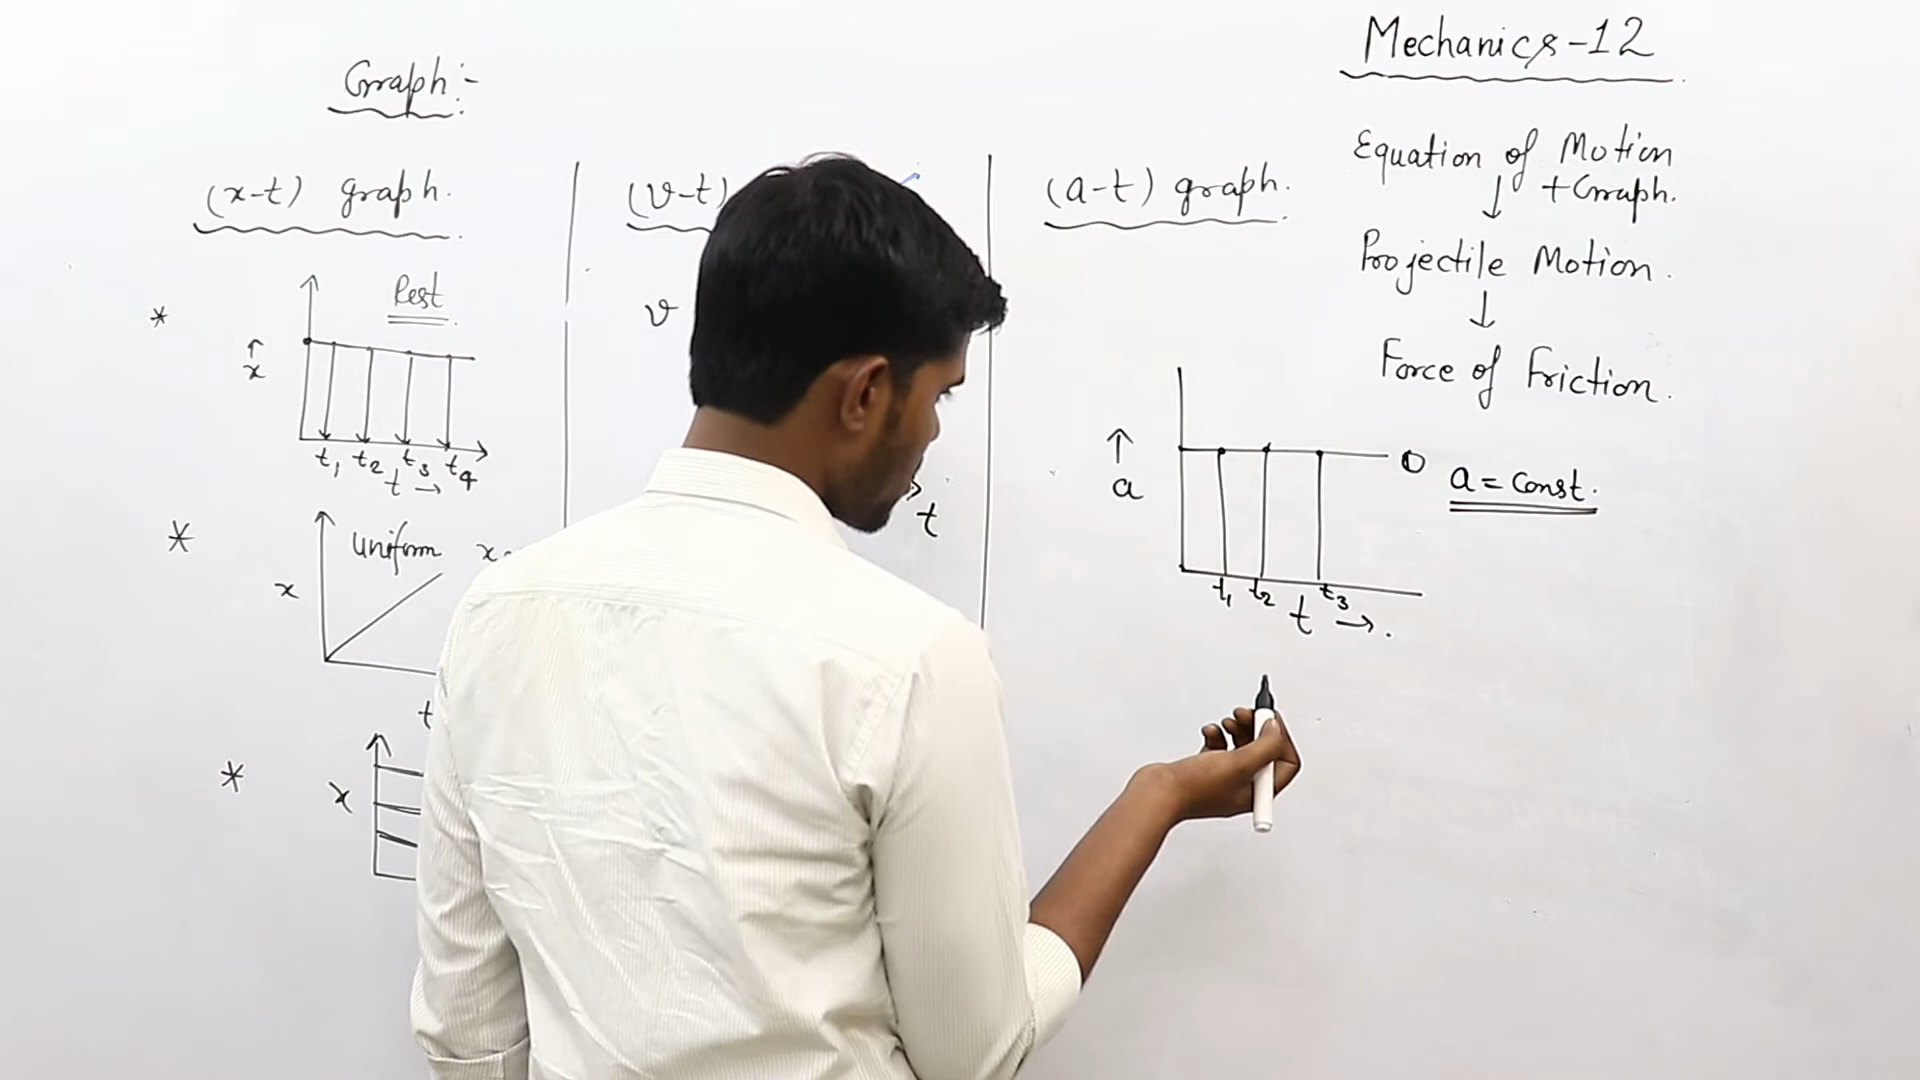 Graph:-
(x-t) graph.
*
Rest
x
t1 t2 t3 t4
t →
*
Uniform
x
x
t
*
x
(v-t)
v
t
(a-t) graph.
a
a = const.
t1 t2 t3
t →.
Mechanics-12
Equation of Motion
+Graph.
Projectile Motion.
Force of Friction.